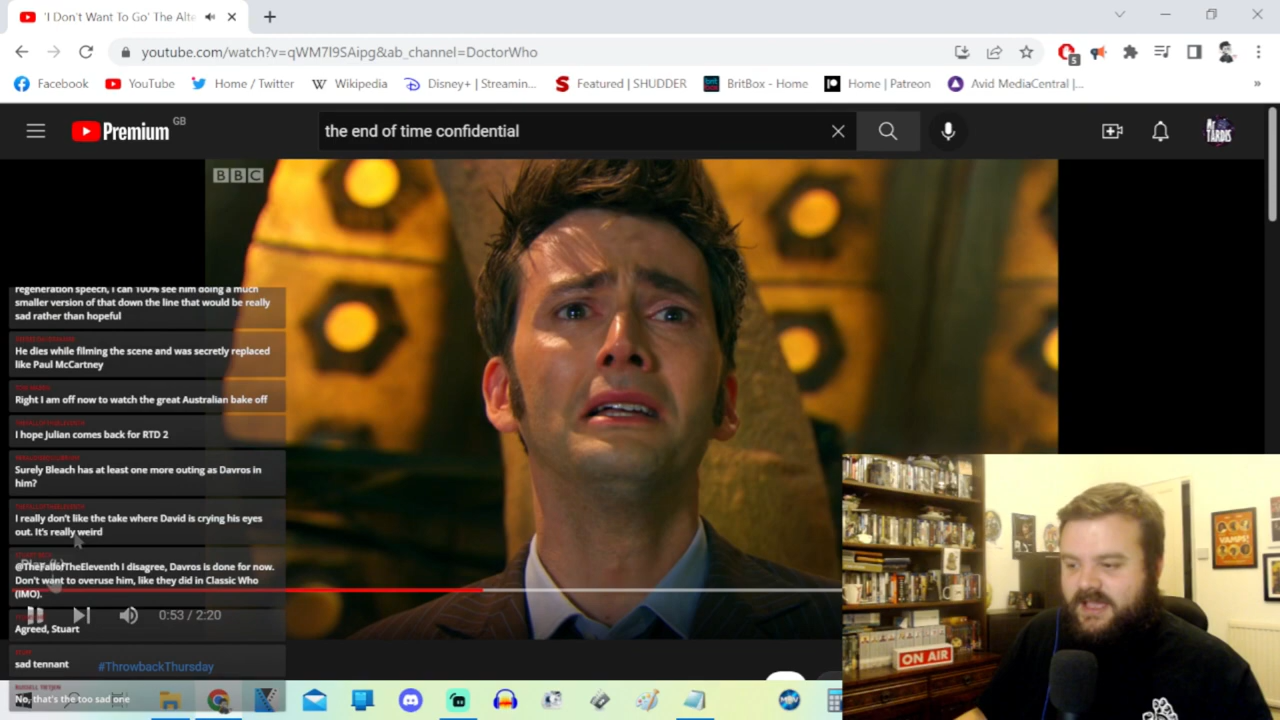 'I Don't Want To Go' The Alte
youtube.com/watch?v=qWM7l9SAipg&ab_channel=DoctorWho
5
Facebook
YouTube
Home / Twitter
Wikipedia
Disney+ | Streamin...
Featured | SHUDDER
BritBox - Home
Home | Patreon
Avid MediaCentral |...
»
Premium GB
the end of time confidential
Mr TARDIS
BBC
regeneration speech, I can 100% see him doing a much
smaller version of that down the line that would be really
sad rather than hopeful
He dies while filming the scene and was secretly replaced
like Paul McCartney
Right I am off now to watch the great Australian bake off
I hope Julian comes back for RTD 2
Surely Bleach has at least one more outing as Davros in
him?
I really don't like the take where David is crying his eyes
out. It's really weird
STUART BECK
@TheFallofTheEleventh I disagree, Davros is done for now.
Don't want to overuse him, like they did in Classic Who
(IMO).
0:53 / 2:20
Agreed, Stuart
sad tennant
#ThrowbackThursday
No, that's the too sad one
VAMPS!
ON AIR